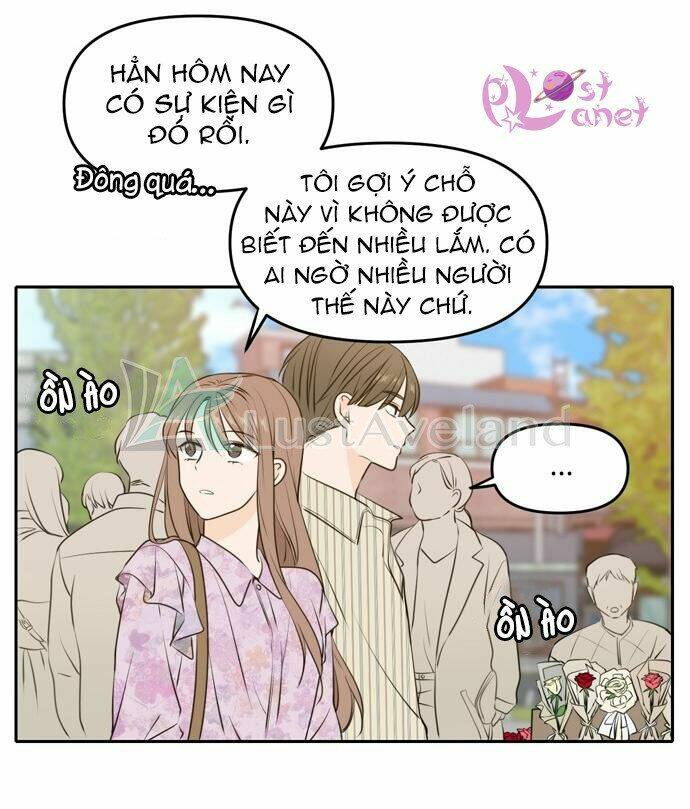 HẲN HÔM NAY
CÓ SỰ KIỆN GÌ
ĐÓ RỒI.
Lost
Planet
Đông quá...
TÔI GỢI Ý CHỖ
NÀY VÌ KHÔNG ĐƯỢC
BIẾT ĐẾN NHIỀU LẮM. CÓ
AI NGỜ NHIỀU NGƯỜI
THẾ NÀY CHỨ.
ỒN ÀO
LustAveland
...
ỒN ÀO